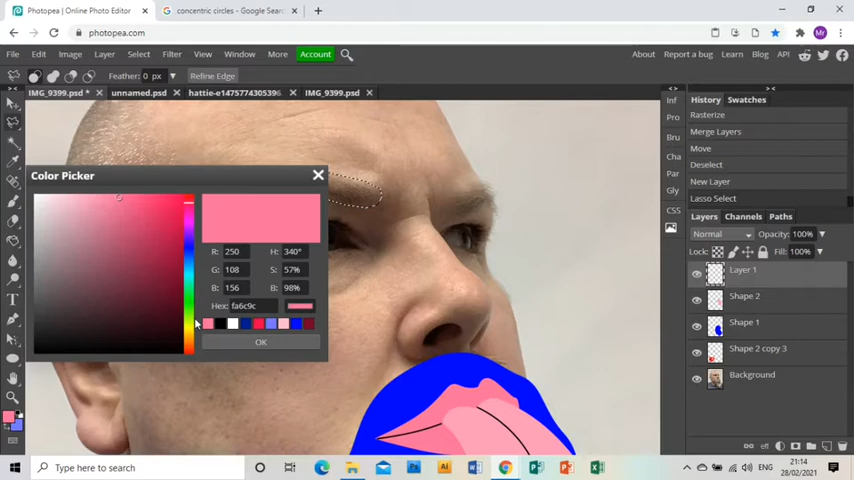 Photopea | Online Photo Editor × concentric circles - Google Sear × +
photopea.com
File Edit Image Layer Select Filter View Window More Account About Report a bug Learn Blog API
Feather: 0 px Refine Edge
IMG_9399.psd * unnamed.psd hattie-e1475774305396 IMG_9399.psd
Inf
Pro
Bru
Cha
Par
Gly
CSS
History Swatches
Rasterize
Merge Layers
Move
Deselect
New Layer
Lasso Select
Layers Channels Paths
Normal Opacity: 100%
Lock: Fill: 100%
Layer 1
Shape 2
Shape 1
Shape 2 copy 3
Background
Color Picker
R: 250 H: 340°
G: 108 S: 57%
B: 156 B: 98%
Hex: fa6c9c
OK
Type here to search
ENG
21:14
28/02/2021